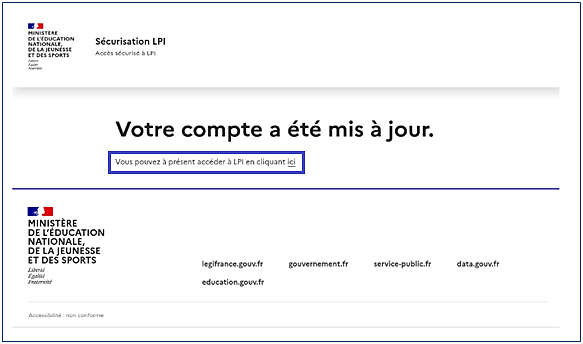 MINISTÈRE
DE L'ÉDUCATION
NATIONALE,
DE LA JEUNESSE
ET DES SPORTS
Liberté
Égalité
Fraternité
Sécurisation LPI
Accès sécurisé à LPI
Votre compte a été mis à jour.
Vous pouvez à présent accéder à LPI en cliquant ici
MINISTÈRE
DE L'ÉDUCATION
NATIONALE,
DE LA JEUNESSE
ET DES SPORTS
Liberté
Égalité
Fraternité
legifrance.gouv.fr gouvernement.fr service-public.fr data.gouv.fr
education.gouv.fr
Accessibilité : non conforme